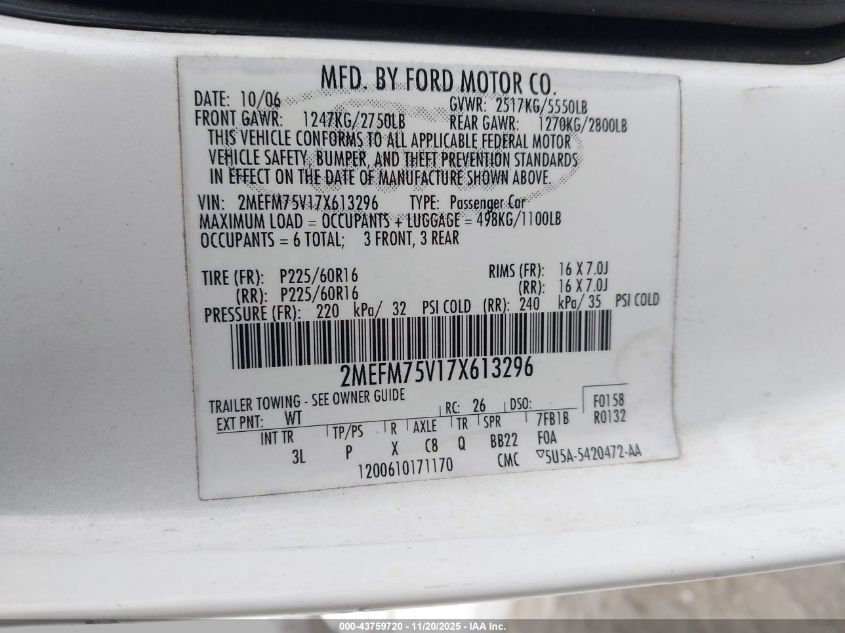 MFD. BY FORD MOTOR CO.
DATE: 10/06 GVWR: 2517KG/5550LB
FRONT GAWR: 1247KG/2750LB REAR GAWR: 1270KG/2800LB
THIS VEHICLE CONFORMS TO ALL APPLICABLE FEDERAL MOTOR
VEHICLE SAFETY, BUMPER, AND THEFT PREVENTION STANDARDS
IN EFFECT ON THE DATE OF MANUFACTURE SHOWN ABOVE.
VIN: 2MEFM75V17X613296 TYPE: Passenger Car
MAXIMUM LOAD = OCCUPANTS + LUGGAGE = 498KG/1100LB
OCCUPANTS = 6 TOTAL; 3 FRONT, 3 REAR
TIRE (FR): P225/60R16 RIMS (FR): 16 X 7.0J
(RR): P225/60R16 (RR): 16 X 7.0J
PRESSURE (FR): 220 kPa/ 32 PSI COLD (RR): 240 kPa/ 35 PSI COLD
2MEFM75V17X613296
TRAILER TOWING - SEE OWNER GUIDE
EXT PNT: WT RC: 26 DSO: F0158
R0132
INT TR TP/PS R AXLE TR SPR 7FB1B
3L P X C8 Q BB22 FOA
1200610171170 CMC 5U5A-5420472-AA
000-43759720 - 11/20/2025 - IAA Inc.